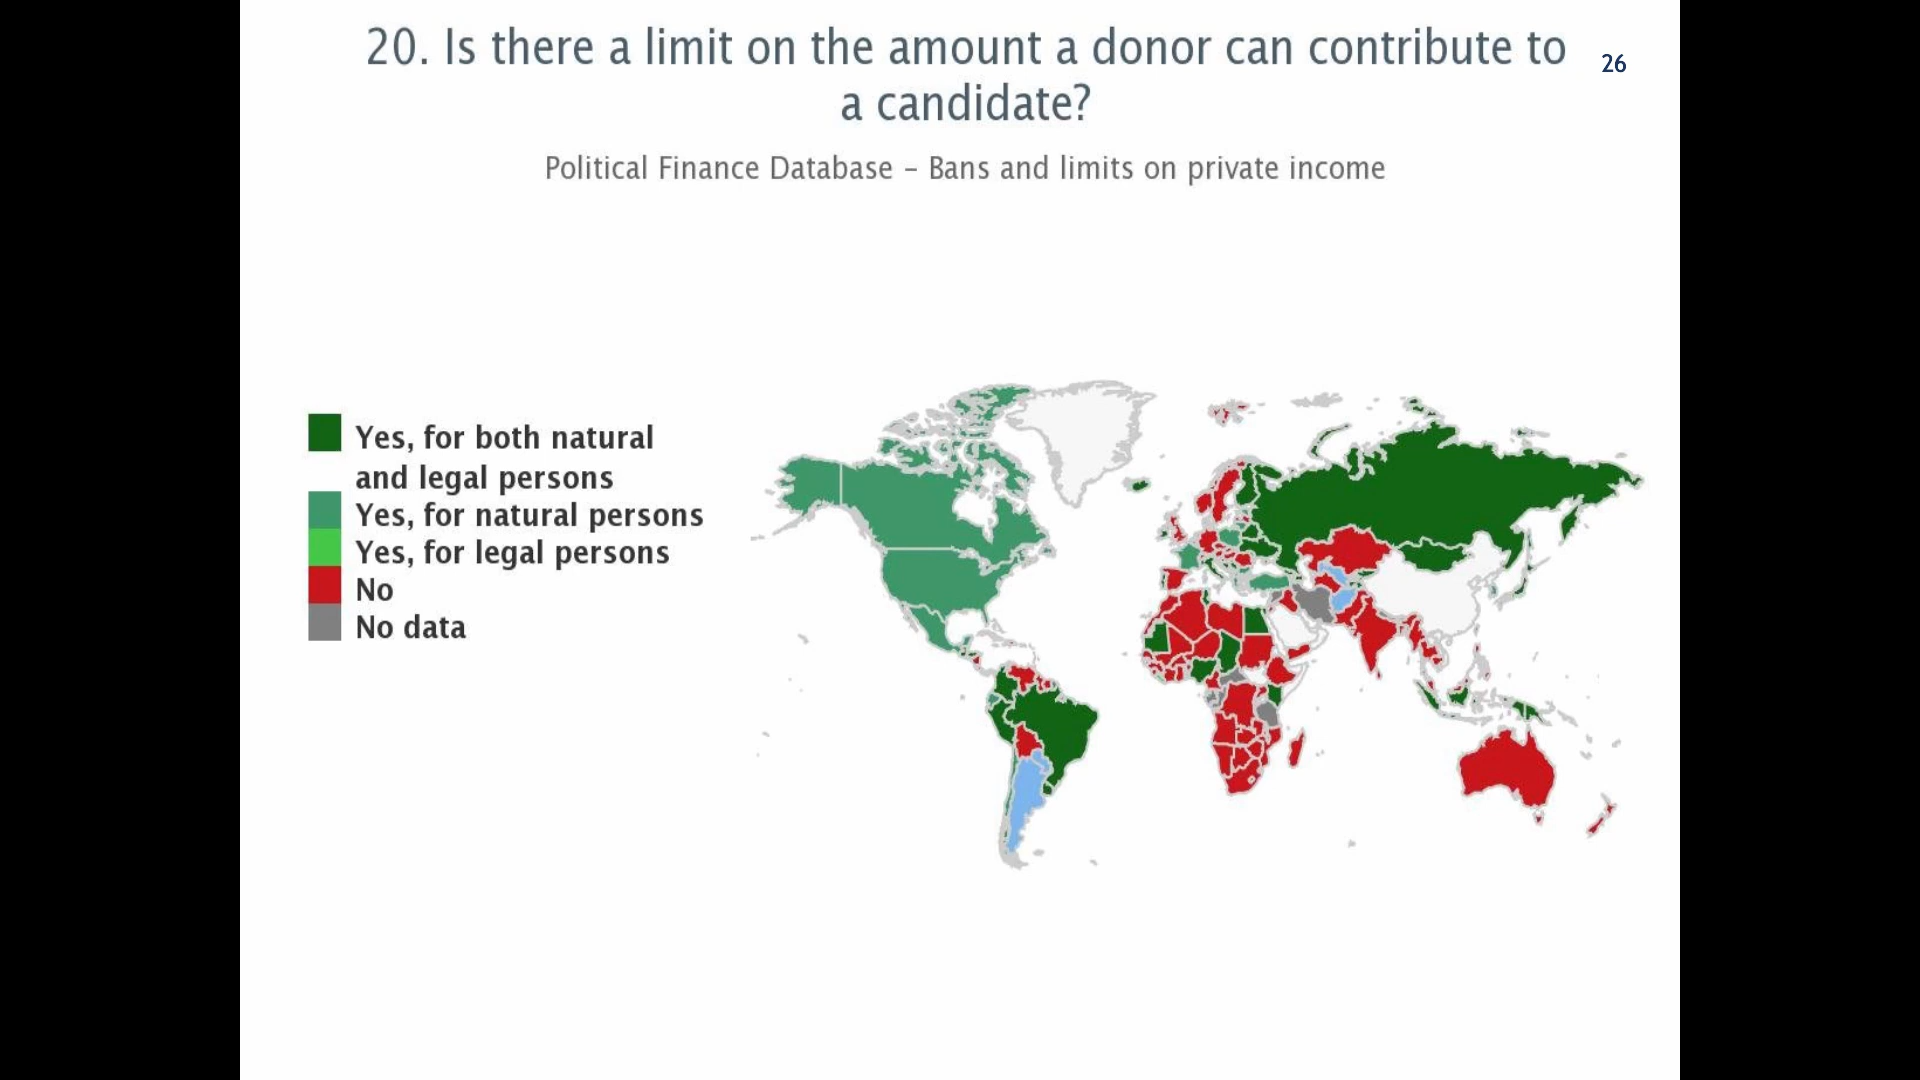 20. Is there a limit on the amount a donor can contribute to
a candidate?
26
Political Finance Database – Bans and limits on private income
Yes, for both natural
and legal persons
Yes, for natural persons
Yes, for legal persons
No
No data